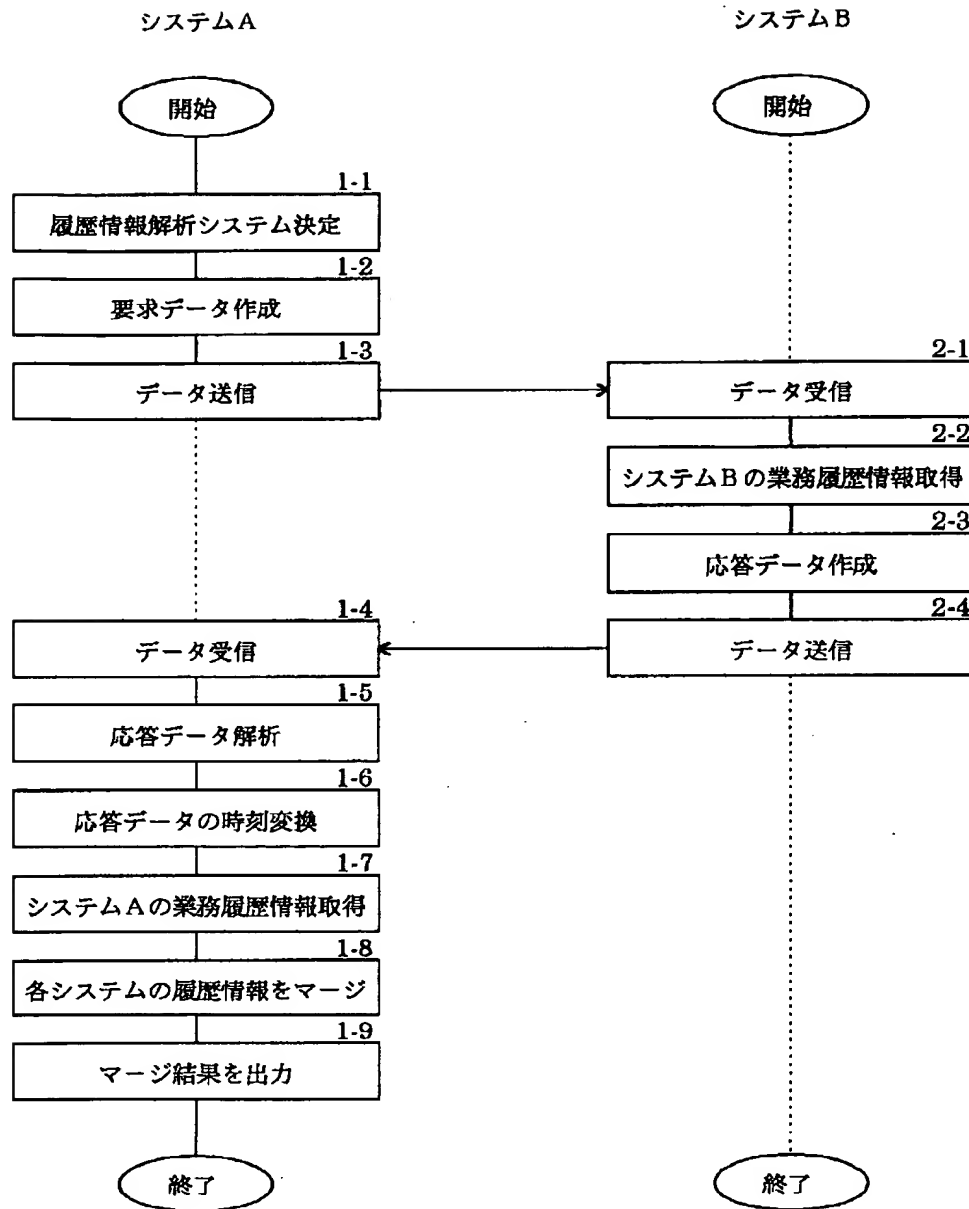 システムA
システムB
開始
開始
1-1
履歴情報解析システム決定
1-2
要求データ作成
1-3
データ送信
2-1
データ受信
2-2
システムBの業務履歴情報取得
2-3
応答データ作成
2-4
データ送信
1-4
データ受信
1-5
応答データ解析
1-6
応答データの時刻変換
1-7
システムAの業務履歴情報取得
1-8
各システムの履歴情報をマージ
1-9
マージ結果を出力
終了
終了